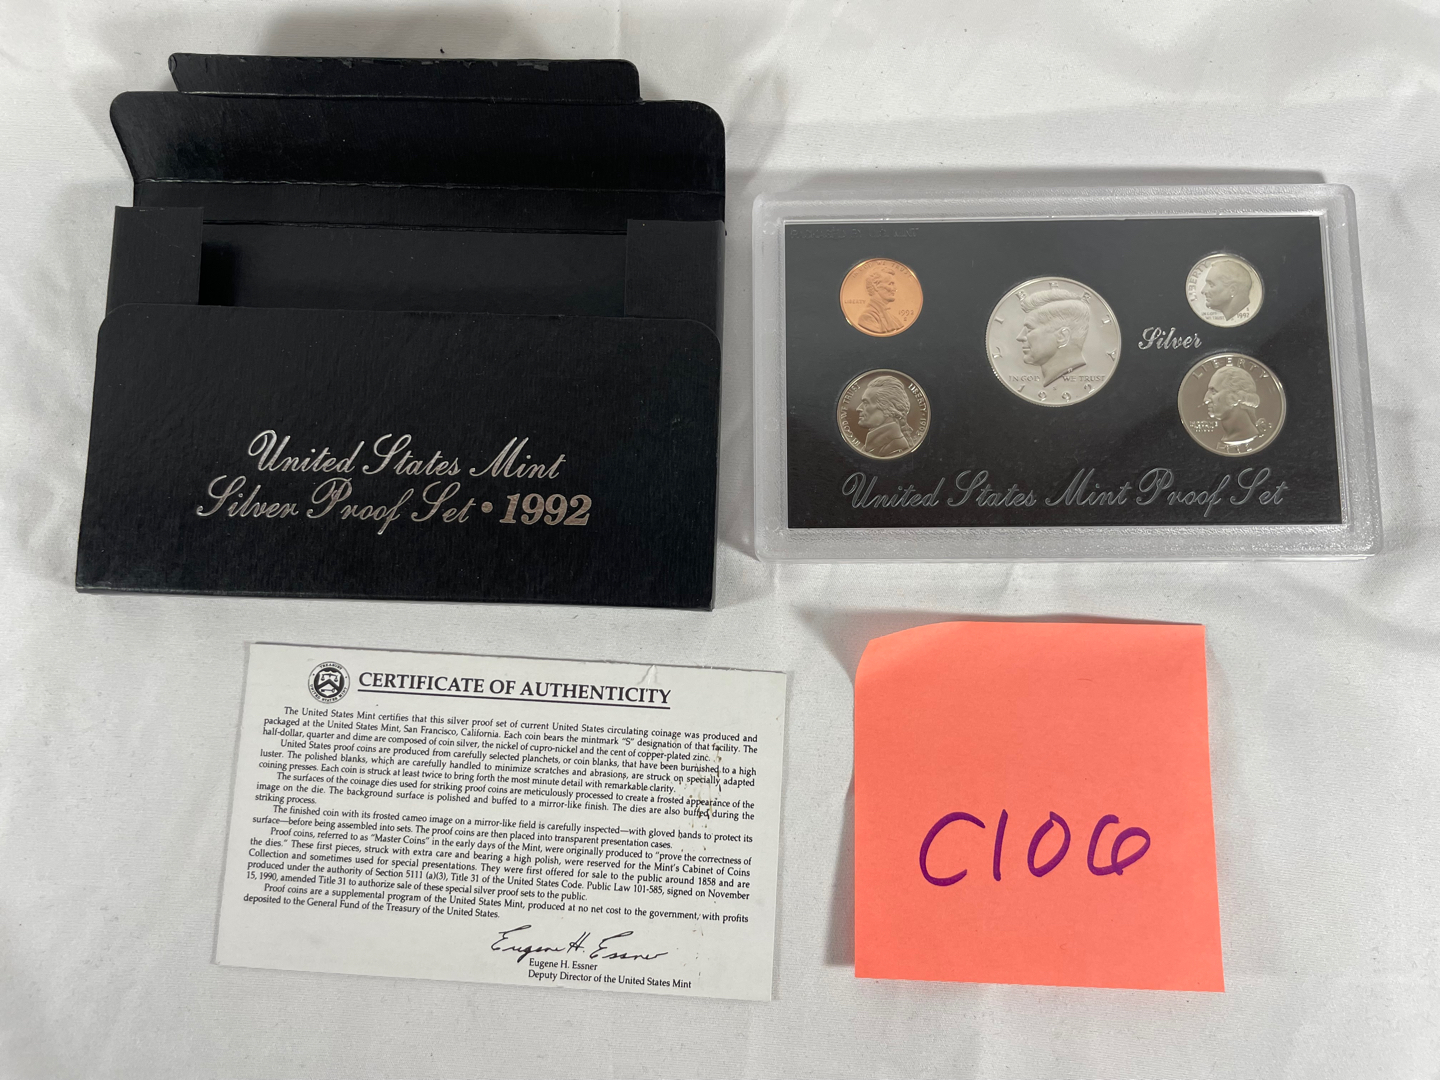 United States Mint
Silver Proof Set • 1992
LIBERTY
1992
S
LIBERTY
IN GOD WE TRUST
1992
Silver
LIBERTY
IN GOD WE TRUST
1992
IN GOD WE TRUST
LIBERTY
LIBERTY
United States Mint Proof Set
CERTIFICATE OF AUTHENTICITY
The United States Mint certifies that this silver proof set of current United States circulating coinage was produced and
packaged at the United States Mint, San Francisco, California. Each coin bears the mintmark "S" designation of that facility. The
half-dollar, quarter and dime are composed of coin silver, the nickel of cupro-nickel and the cent of copper-plated zinc.
United States proof coins are produced from carefully selected planchets, or coin blanks, that have been burnished to a high
luster. The polished blanks, which are carefully handled to minimize scratches and abrasions, are struck on specially adapted
coining presses. Each coin is struck at least twice to bring forth the most minute detail with remarkable clarity.
The surfaces of the coinage dies used for striking proof coins are meticulously processed to create a frosted appearance of the
image on the die. The background surface is polished and buffed to a mirror-like finish. The dies are also buffed during the
striking process.
The finished coin with its frosted cameo image on a mirror-like field is carefully inspected—with gloved hands to protect its
surface—before being assembled into sets. The proof coins are then placed into transparent presentation cases.
Proof coins, referred to as "Master Coins" in the early days of the Mint, were originally produced to "prove the correctness of
the dies." These first pieces, struck with extra care and bearing a high polish, were reserved for the Mint's Cabinet of Coins
Collection and sometimes used for special presentations. They were first offered for sale to the public around 1858 and are
produced under the authority of Section 5111 (a)(3), Title 31 of the United States Code. Public Law 101-585, signed on November
15, 1990, amended Title 31 to authorize sale of these special silver proof sets to the public.
Proof coins are a supplemental program of the United States Mint, produced at no net cost to the government, with profits
deposited to the General Fund of the Treasury of the United States.
Eugene H. Essner
Eugene H. Essner
Deputy Director of the United States Mint
C106